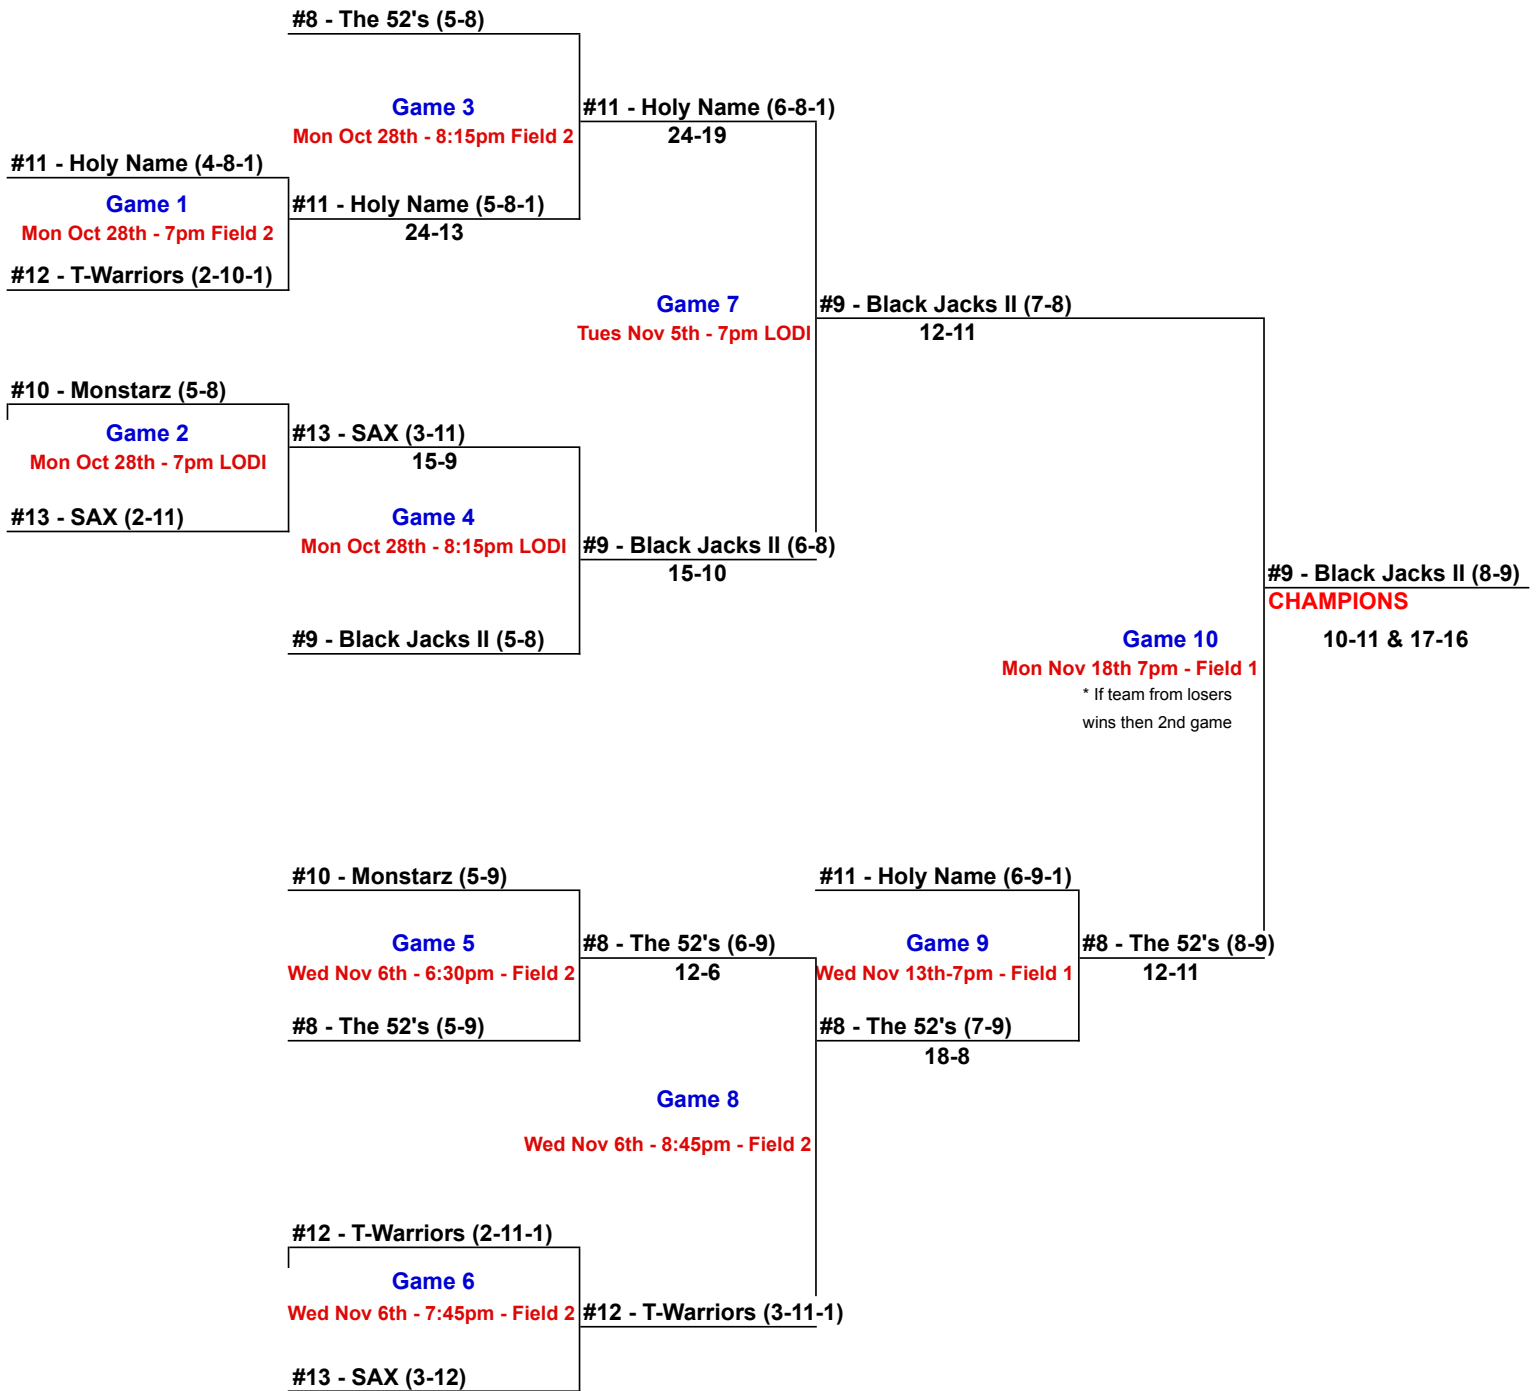 #8 - The 52's (5-8)
Game 3
#11 - Holy Name (6-8-1)
Mon Oct 28th - 8:15pm Field 2
24-19
#11 - Holy Name (4-8-1)
Game 1
#11 - Holy Name (5-8-1)
Mon Oct 28th - 7pm Field 2
24-13
#12 - T-Warriors (2-10-1)
Game 7
#9 - Black Jacks II (7-8)
Tues Nov 5th - 7pm LODI
12-11
#10 - Monstarz (5-8)
Game 2
#13 - SAX (3-11)
Mon Oct 28th - 7pm LODI
15-9
#13 - SAX (2-11)
Game 4
Mon Oct 28th - 8:15pm LODI
#9 - Black Jacks II (6-8)
15-10
#9 - Black Jacks II (8-9)
CHAMPIONS
#9 - Black Jacks II (5-8)
Game 10
10-11 & 17-16
Mon Nov 18th 7pm - Field 1
* If team from losers
wins then 2nd game
#10 - Monstarz (5-9)
#11 - Holy Name (6-9-1)
Game 5
#8 - The 52's (6-9)
Game 9
#8 - The 52's (8-9)
Wed Nov 6th - 6:30pm - Field 2
12-6
Wed Nov 13th-7pm - Field 1
12-11
#8 - The 52's (5-9)
#8 - The 52's (7-9)
18-8
Game 8
Wed Nov 6th - 8:45pm - Field 2
#12 - T-Warriors (2-11-1)
Game 6
Wed Nov 6th - 7:45pm - Field 2
#12 - T-Warriors (3-11-1)
#13 - SAX (3-12)